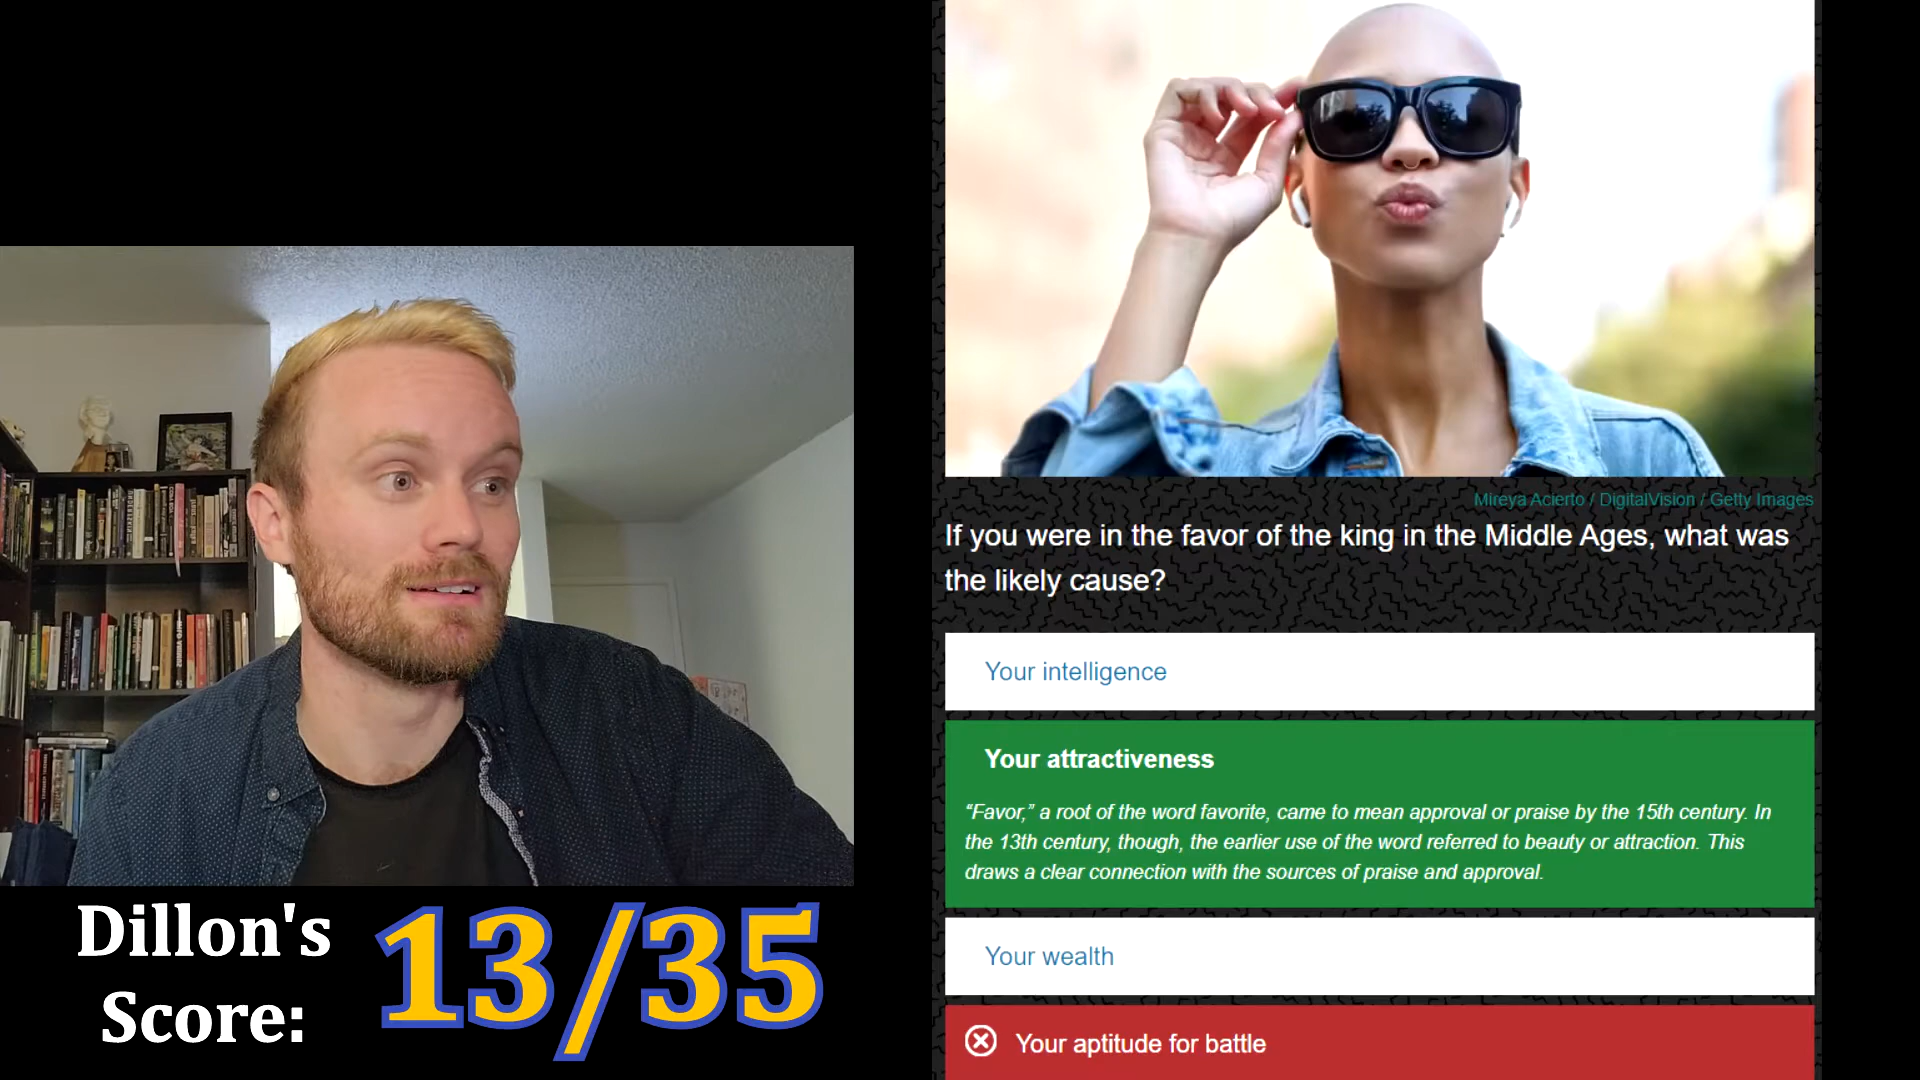 Mireya Acierto / DigitalVision / Getty Images
If you were in the favor of the king in the Middle Ages, what was
the likely cause?
Your intelligence
Your attractiveness
“Favor,” a root of the word favorite, came to mean approval or praise by the 15th century. In
the 13th century, though, the earlier use of the word referred to beauty or attraction. This
draws a clear connection with the sources of praise and approval.
Your wealth
Your aptitude for battle
Dillon's
Score:
13/35